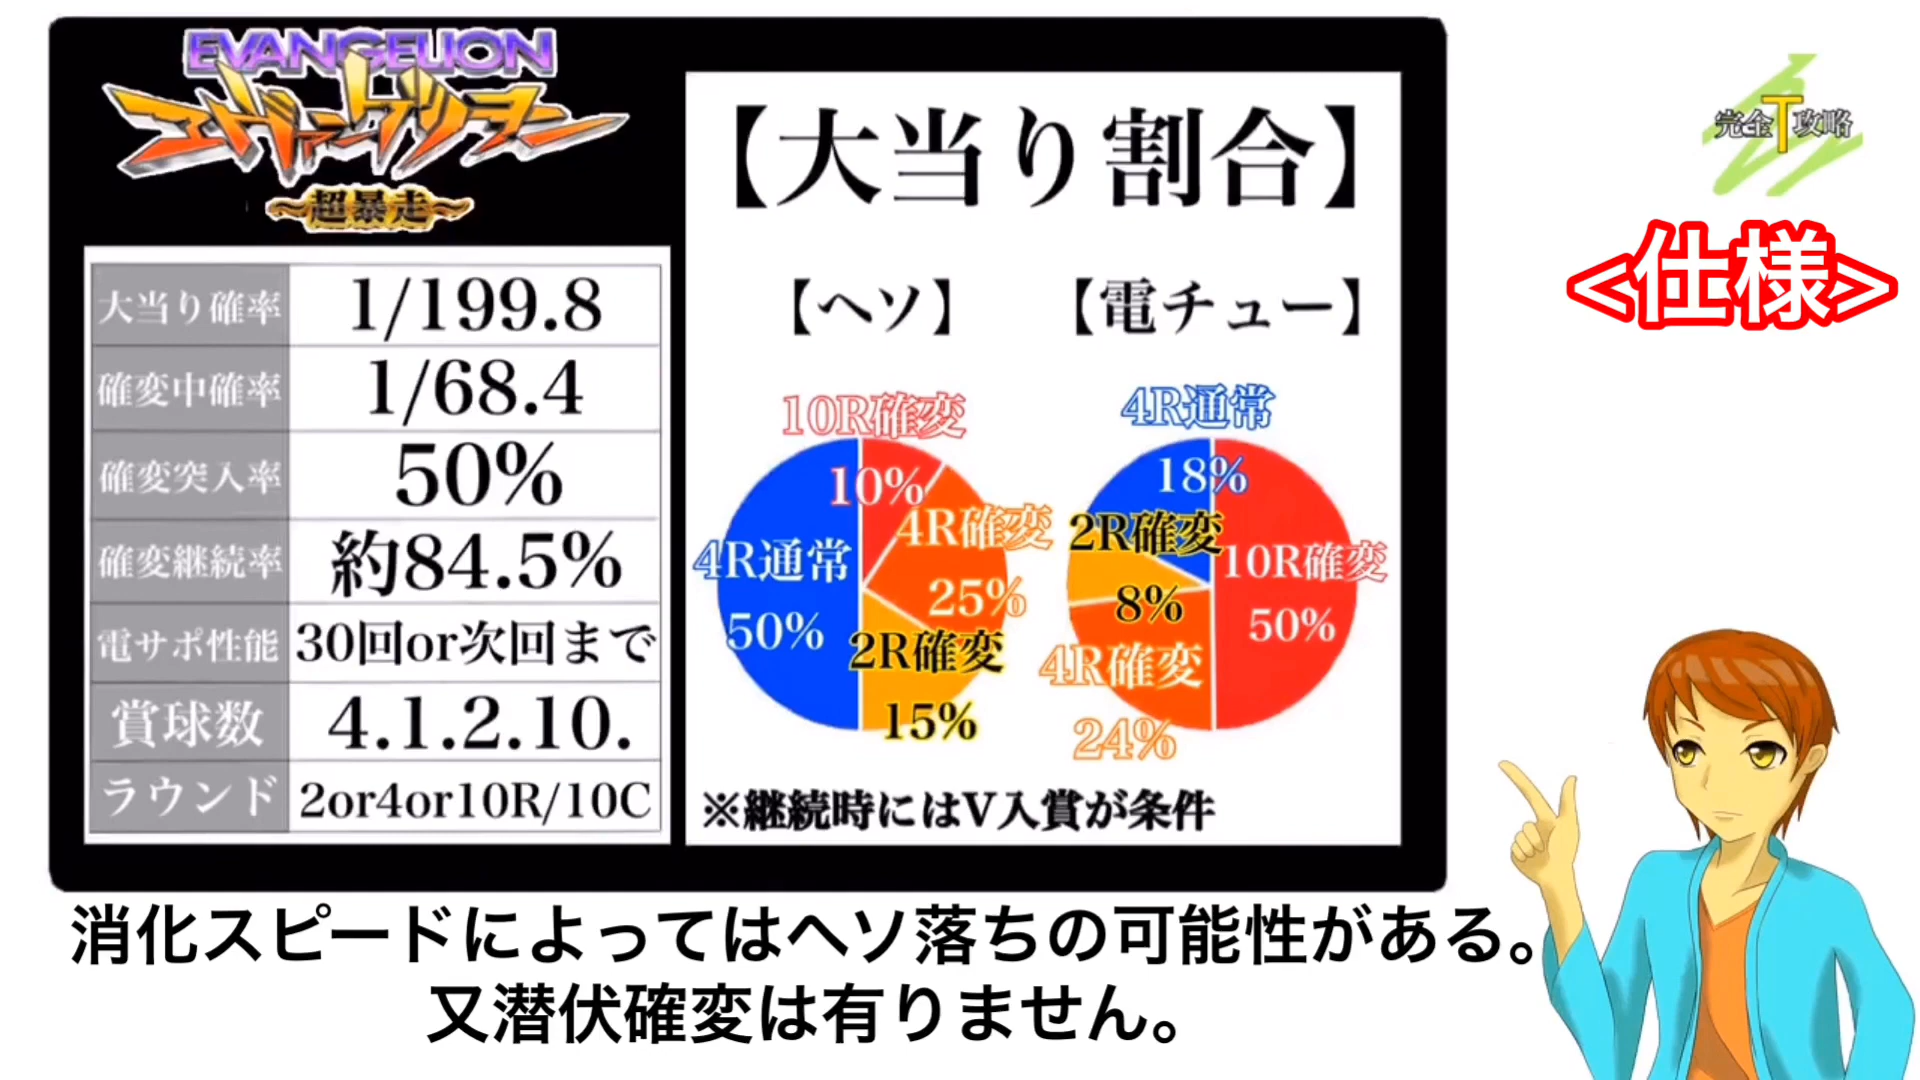 EVANGELION
エヴァンゲリオン
～超暴走～
大当り確率 1/199.8
確変中確率 1/68.4
確変突入率 50%
確変継続率 約84.5%
電サポ性能 30回or次回まで
賞球数 4.1.2.10.
ラウンド 2or4or10R/10C
【大当り割合】
【ヘソ】
10R確変
10%
4R確変
25%
2R確変
15%
4R通常
50%
【電チュー】
4R通常
18%
2R確変
8%
4R確変
24%
10R確変
50%
※継続時にはV入賞が条件
完全T攻略
<仕様>
消化スピードによってはヘソ落ちの可能性がある。
又潜伏確変は有りません。